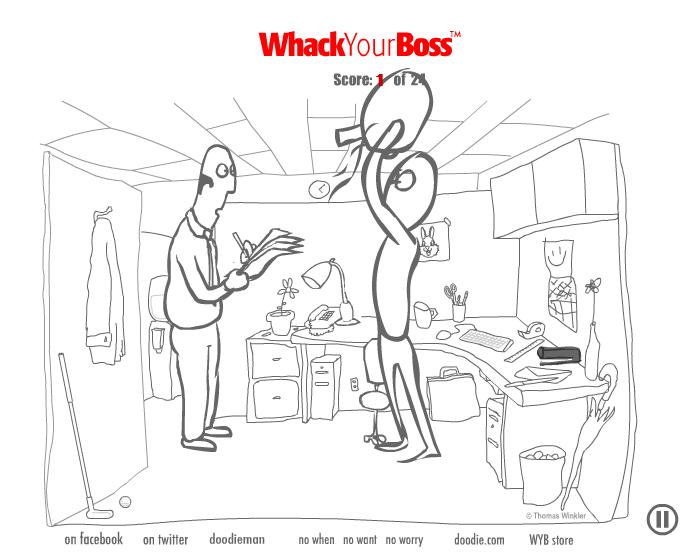 WhackYourBoss™
Score: 1 of 24
© Thomas Winkler
on facebook on twitter doodieman no when no want no worry doodie.com WYB store